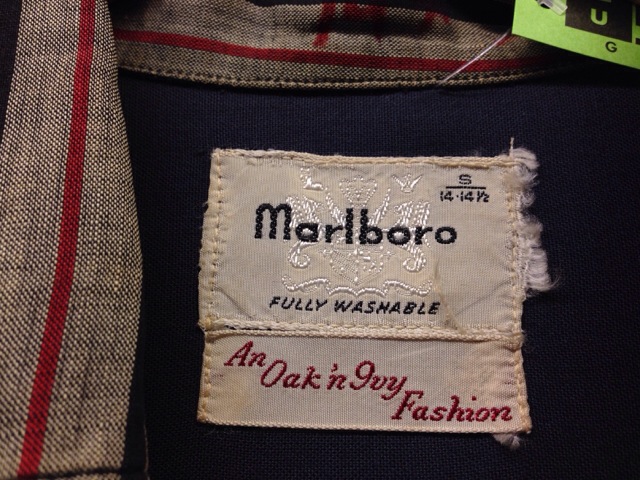 U
G
S
14-14½
Marlboro
FULLY WASHABLE
An
Oak 'n Ivy
Fashion